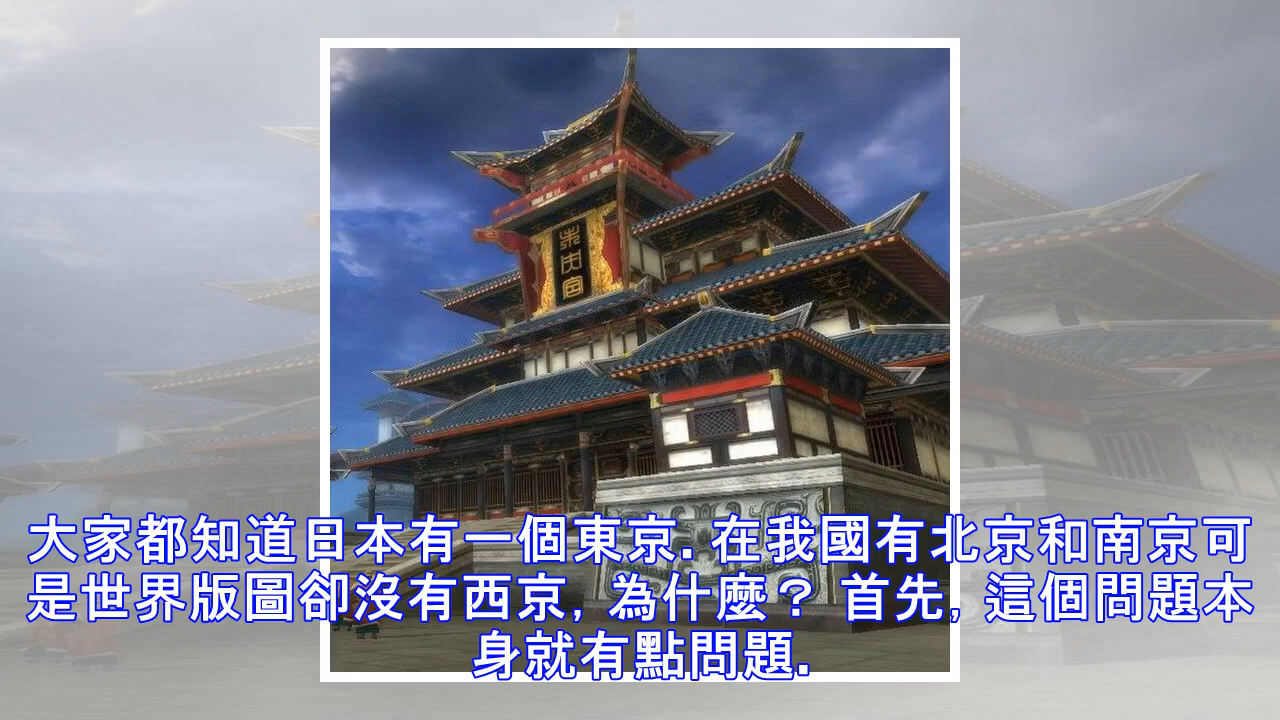 大家都知道日本有一個東京.在我國有北京和南京可
是世界版圖卻沒有西京,為什麼？首先,這個問題本
身就有點問題.